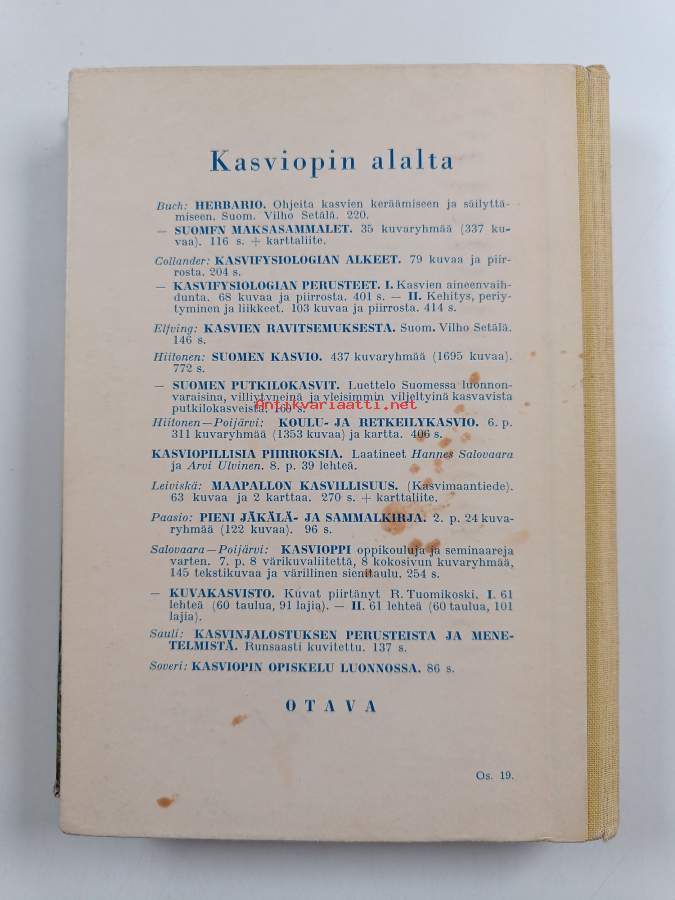 Kasviopin alalta
Buch: HERBARIO. Ohjeita kasvien keräämiseen ja säilyttä-
miseen. Suom. Vilho Setälä. 220.
— SUOMEN MAKSASAMMALET. 35 kuvaryhmää (337 ku-
vaa). 116 s. + karttaliite.
Collander: KASVIFYSIOLOGIAN ALKEET. 79 kuvaa ja piir-
rosta. 204 s.
— KASVIFYSIOLOGIAN PERUSTEET. I. Kasvien aineenvaih-
dunta. 68 kuvaa ja piirrosta. 401 s. — II. Kehitys, periy-
tyminen ja liikkeet. 103 kuvaa ja piirrosta. 414 s.
Elfving: KASVIEN RAVITSEMUKSESTA. Suom. Vilho Setälä.
146 s.
Hiitonen: SUOMEN KASVIO. 437 kuvaryhmää (1695 kuvaa).
772 s.
— SUOMEN PUTKILOKASVIT. Luettelo Suomessa luonnon-
varaisina, villiytyneinä ja yleisimmin viljeltyinä kasvavista
putkilokasveista. 160 s.
Antikvariaatti.net
Hiitonen—Poijärvi: KOULU- JA RETKEILYKASVIO. 6. p.
311 kuvaryhmää (1353 kuvaa) ja kartta. 406 s.
KASVIOPILLISIA PIIRROKSIA. Laatineet Hannes Salovaara
ja Arvi Ulvinen. 8. p. 39 lehteä.
Leiviskä: MAAPALLON KASVILLISUUS. (Kasvimaantiede).
63 kuvaa ja 2 karttaa. 270 s. + karttaliite.
Paasio: PIENI JÄKÄLÄ- JA SAMMALKIRJA. 2. p. 24 kuva-
ryhmää (122 kuvaa). 96 s.
Salovaara—Poijärvi: KASVIOPPI oppikouluja ja seminaareja
varten. 7. p. 8 värikuvaliitettä, 8 kokosivun kuvaryhmää,
145 tekstikuvaa ja värillinen sienitaulu. 254 s.
— KUVAKASVISTO. Kuvat piirtänyt R. Tuomikoski. I. 61
lehteä (60 taulua, 91 lajia). — II. 61 lehteä (60 taulua, 101
lajia).
Sauli: KASVINJALOSTUKSEN PERUSTEISTA JA MENE-
TELMISTÄ. Runsaasti kuvitettu. 137 s.
Soveri: KASVIOPIN OPISKELU LUONNOSSA. 86 s.
OTAVA
Os. 19.